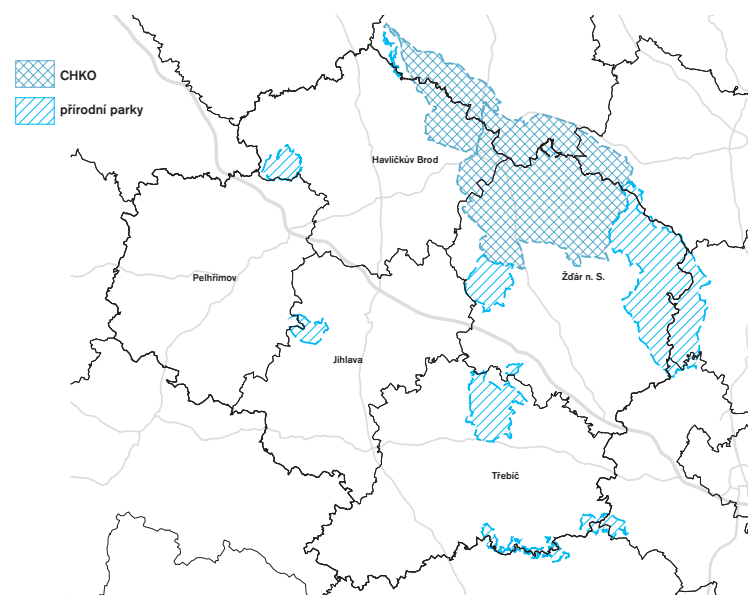 CHKO
přírodní parky
Havlíčkův Brod
Pelhřimov
Žďár n. S.
Jihlava
Třebíč